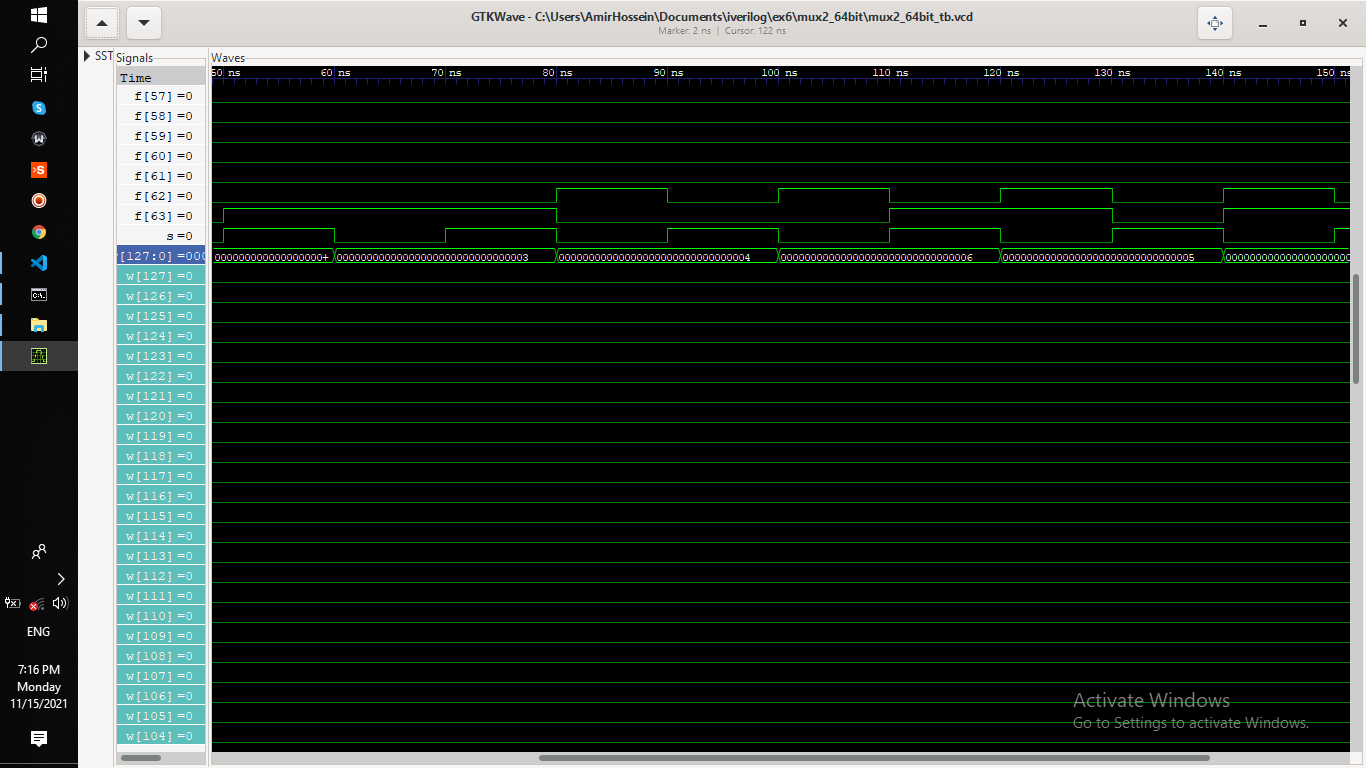 GTKWave - C:\Users\AmirHossein\Documents\iverilog\ex6\mux2_64bit\mux2_64bit_tb.vcd
Marker: 2 ns | Cursor: 122 ns
SST
Signals
Waves
Time
50 ns 60 ns 70 ns 80 ns 90 ns 100 ns 110 ns 120 ns 130 ns 140 ns 150 ns
f[57] =0
f[58] =0
f[59] =0
f[60] =0
f[61] =0
f[62] =0
f[63] =0
s=0
[127:0] =000
000000000000000000+ 00000000000000000000000000000003 00000000000000000000000000000004 00000000000000000000000000000006 00000000000000000000000000000005 000000000000000000000
w[127] =0
w[126] =0
w[125] =0
w[124] =0
w[123] =0
w[122] =0
w[121] =0
w[120] =0
w[119] =0
w[118] =0
w[117] =0
w[116] =0
w[115] =0
w[114] =0
w[113] =0
w[112] =0
w[111] =0
w[110] =0
w[109] =0
w[108] =0
w[107] =0
w[106] =0
w[105] =0
w[104] =0
ENG
7:16 PM
Monday
11/15/2021
Activate Windows
Go to Settings to activate Windows.